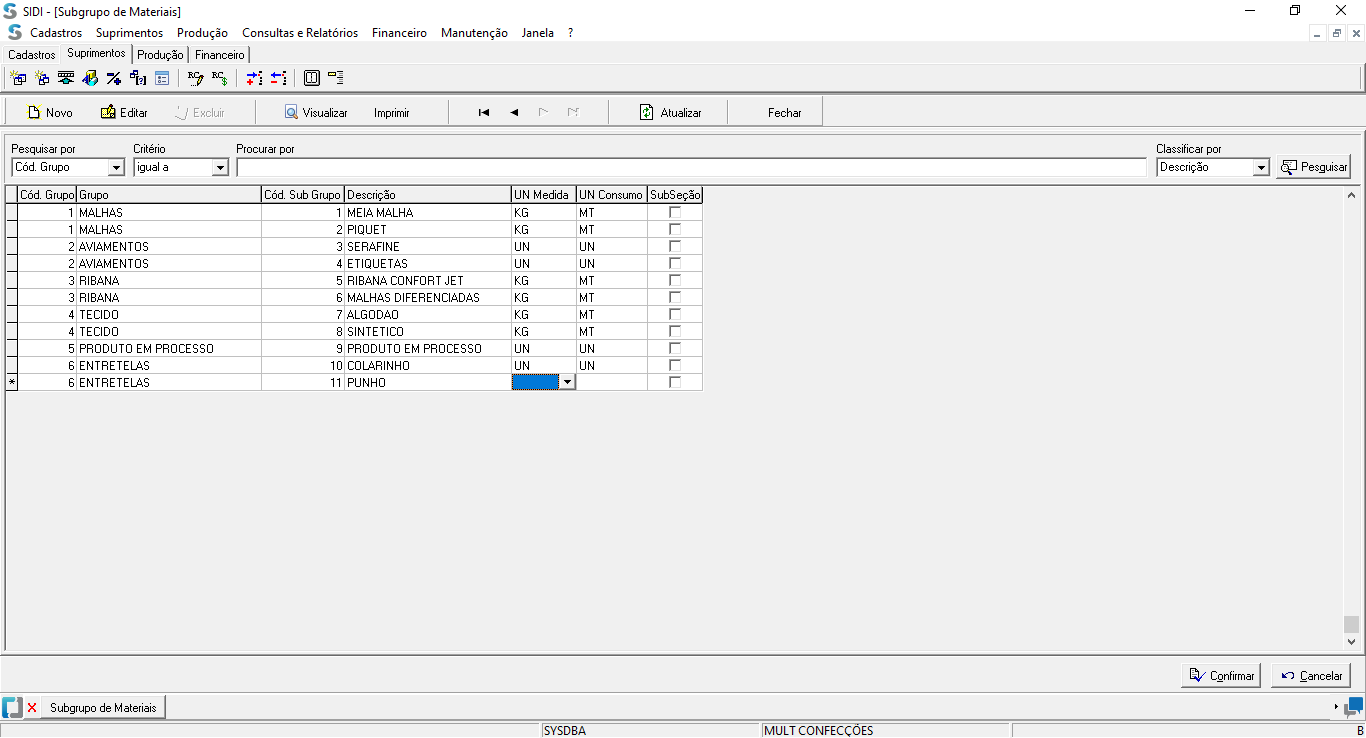 SIDI - [Subgrupo de Materiais]
Cadastros Suprimentos Produção Consultas e Relatórios Financeiro Manutenção Janela ?
Cadastros Suprimentos Produção Financeiro
Novo Editar Excluir Visualizar Imprimir Atualizar Fechar
Pesquisar por Critério Procurar por Classificar por
Cód. Grupo igual a Descrição Pesquisar
Cód. Grupo Grupo Cód. Sub Grupo Descrição UN Medida UN Consumo SubSeção
1 MALHAS 1 MEIA MALHA KG MT
1 MALHAS 2 PIQUET KG MT
2 AVIAMENTOS 3 SERAFINE UN UN
2 AVIAMENTOS 4 ETIQUETAS UN UN
3 RIBANA 5 RIBANA CONFORT JET KG MT
3 RIBANA 6 MALHAS DIFERENCIADAS KG MT
4 TECIDO 7 ALGODAO KG MT
4 TECIDO 8 SINTETICO KG MT
5 PRODUTO EM PROCESSO 9 PRODUTO EM PROCESSO UN UN
6 ENTRETELAS 10 COLARINHO UN UN
* 6 ENTRETELAS 11 PUNHO
Confirmar Cancelar
Subgrupo de Materiais
SYSDBA MULT CONFECÇÕES B